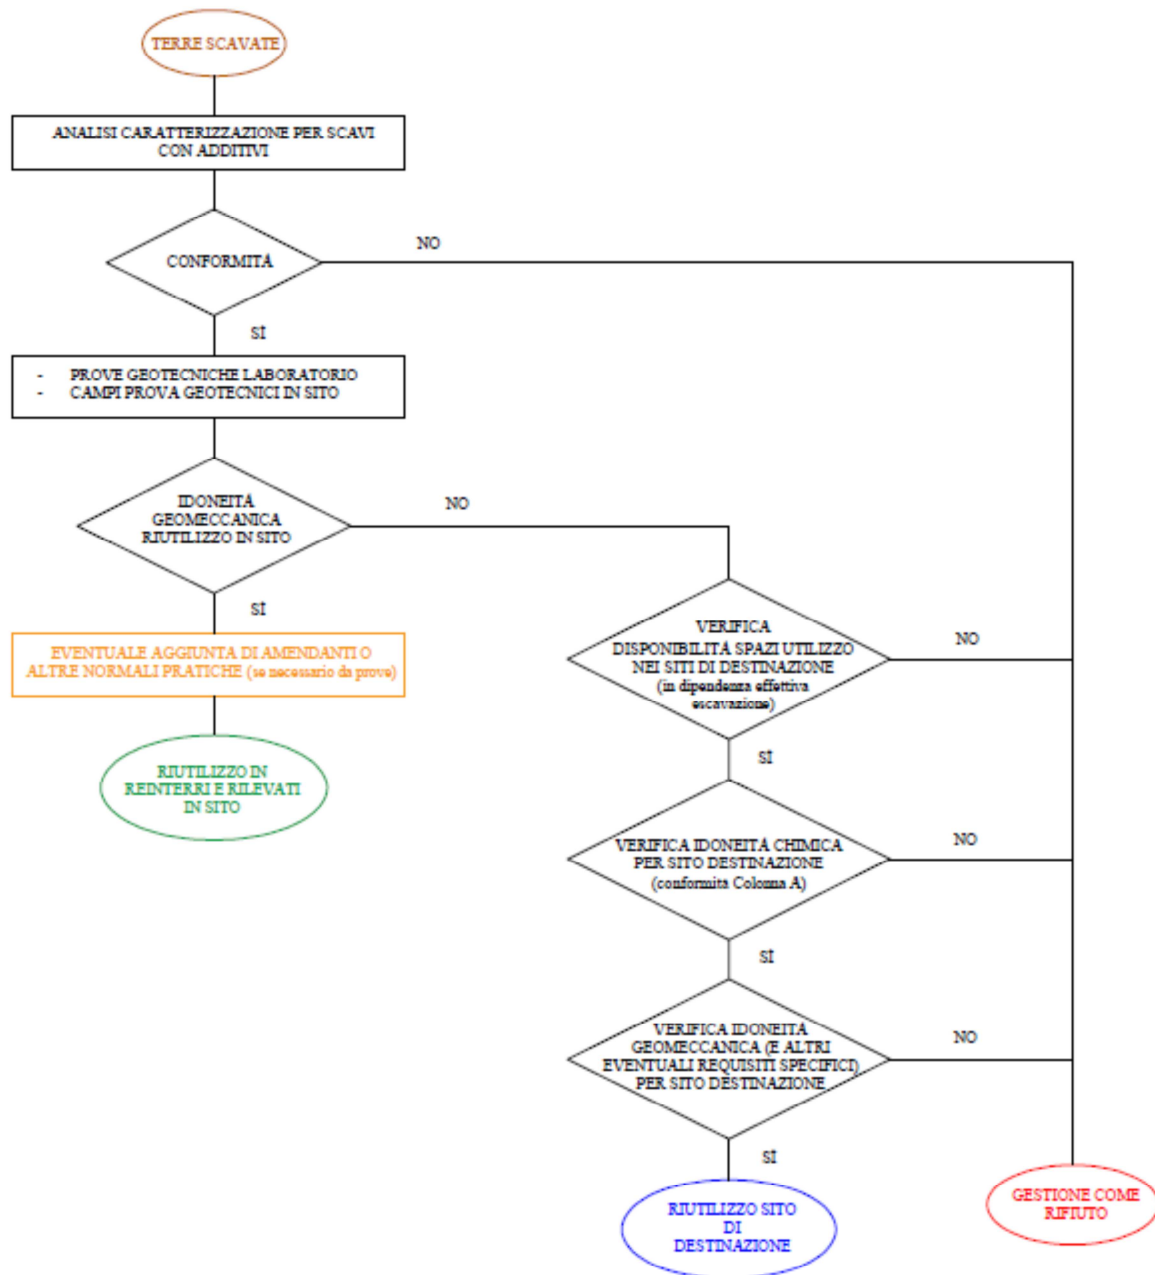 TERRE SCAVATE
ANALISI CARATTERIZZAZIONE PER SCAVI
CON ADDITIVI
NO
CONFORMITÀ
SÌ
- PROVE GEOTECNICHE LABORATORIO
- CAMPI PROVA GEOTECNICI IN SITO
IDONEITÀ
GEOMECCANICA
RIUTILIZZO IN SITO
NO
SÌ
EVENTUALE AGGIUNTA DI AMENDANTI O
ALTRE NORMALI PRATICHE (se necessario da prove)
RIUTILIZZO IN
REINTERRI E RILEVATI
IN SITO
VERIFICA
DISPONIBILITÀ SPAZI UTILIZZO
NEI SITI DI DESTINAZIONE
(in dipendenza effettiva
escavazione)
NO
SÌ
VERIFICA IDONEITÀ CHIMICA
PER SITO DESTINAZIONE
(conformità Colonna A)
NO
SÌ
VERIFICA IDONEITÀ
GEOMECCANICA (E ALTRI
EVENTUALI REQUISITI SPECIFICI)
PER SITO DESTINAZIONE
NO
SÌ
RIUTILIZZO SITO
DI
DESTINAZIONE
GESTIONE COME
RIFIUTO